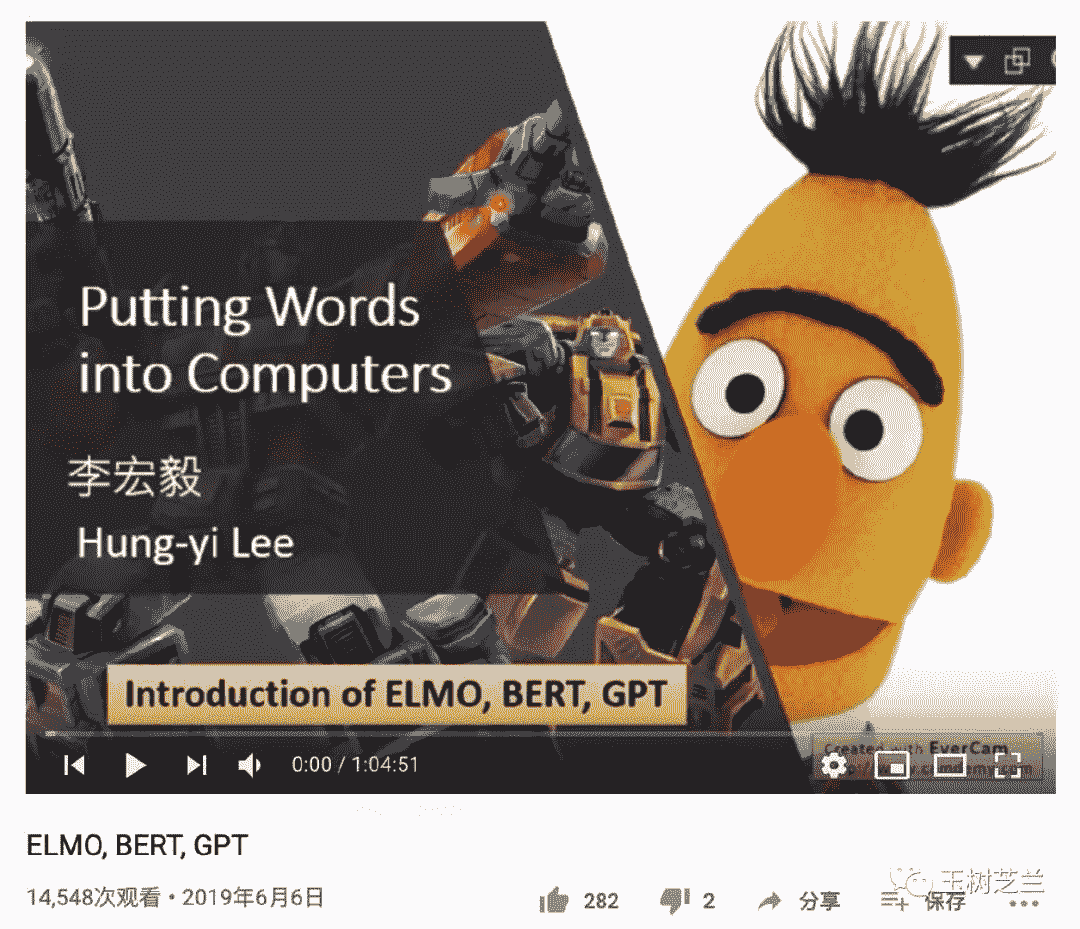 Putting Words
into Computers
李宏毅
Hung-yi Lee
Introduction of ELMO, BERT, GPT
Created with EverCam
0:00 / 1:04:51
ELMO, BERT, GPT
14,548次观看 • 2019年6月6日
282
2
分享
保存
玉树芝兰